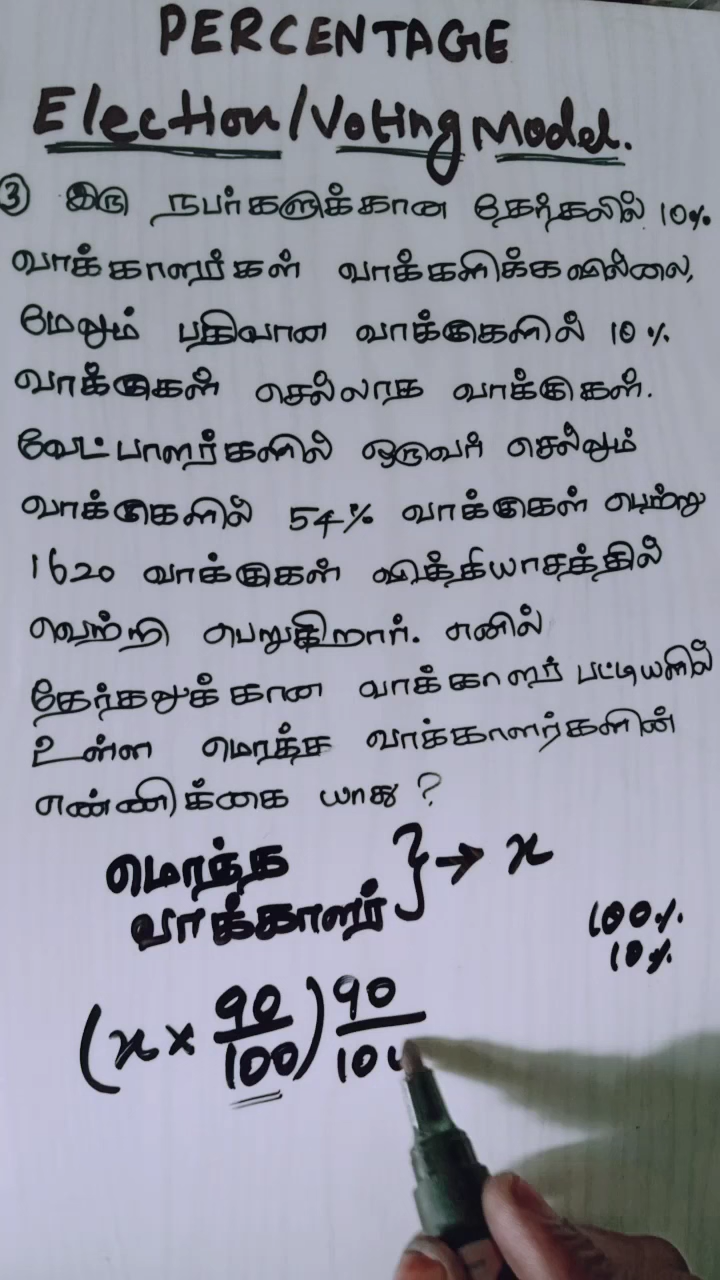 PERCENTAGE
Election/Voting Model.
③ இரு நபர்களுக்கான தேர்தலில் 10%
வாக்காளர்கள் வாக்களிக்கவில்லை,
மேலும் பதிவான வாக்குகளில் 10%
வாக்குகள் செல்லாத வாக்குகள்.
வேட்பாளர்களில் ஒருவர் செல்லும்
வாக்குகளில் 54% வாக்குகள் பெற்று
1620 வாக்குகள் வித்தியாசத்தில்
வெற்றி பெறுகிறார். எனில்
தேர்தலுக்கான வாக்காளர் பட்டியலில்
உள்ள மொத்த வாக்காளர்களின்
எண்ணிக்கை யாது?
மொத்த
வாக்காளர் } → x
100%
10%
(x × 90/100) 90/100